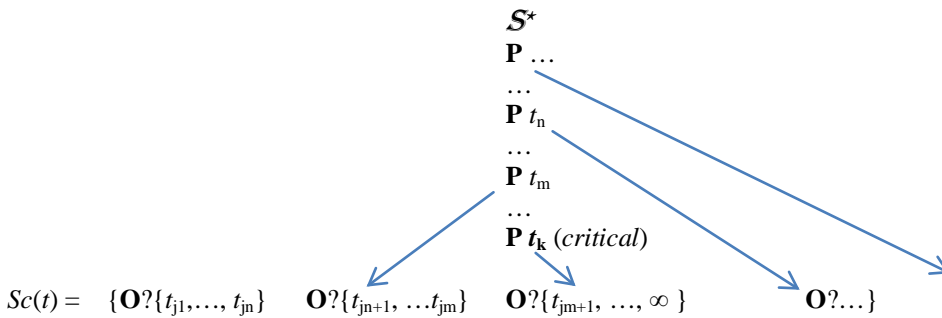 𝒮*
P …
…
P tₙ
…
P tₘ
…
P tₖ (critical)
Sc(t) = {O?{tⱼ₁,…, tⱼₙ} O?{tⱼₙ₊₁, …tⱼₘ} O?{tⱼₘ₊₁, …, ∞ } O?…}